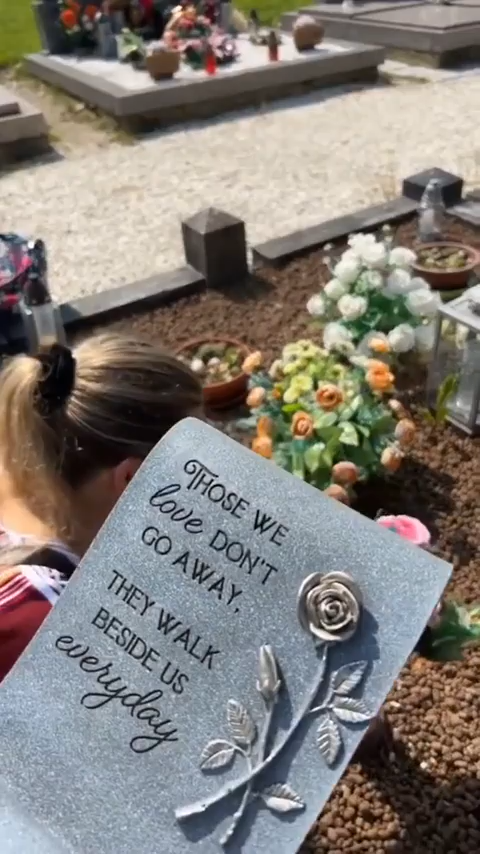 THOSE WE
love DON'T
GO AWAY,
THEY WALK
BESIDE US
everyday